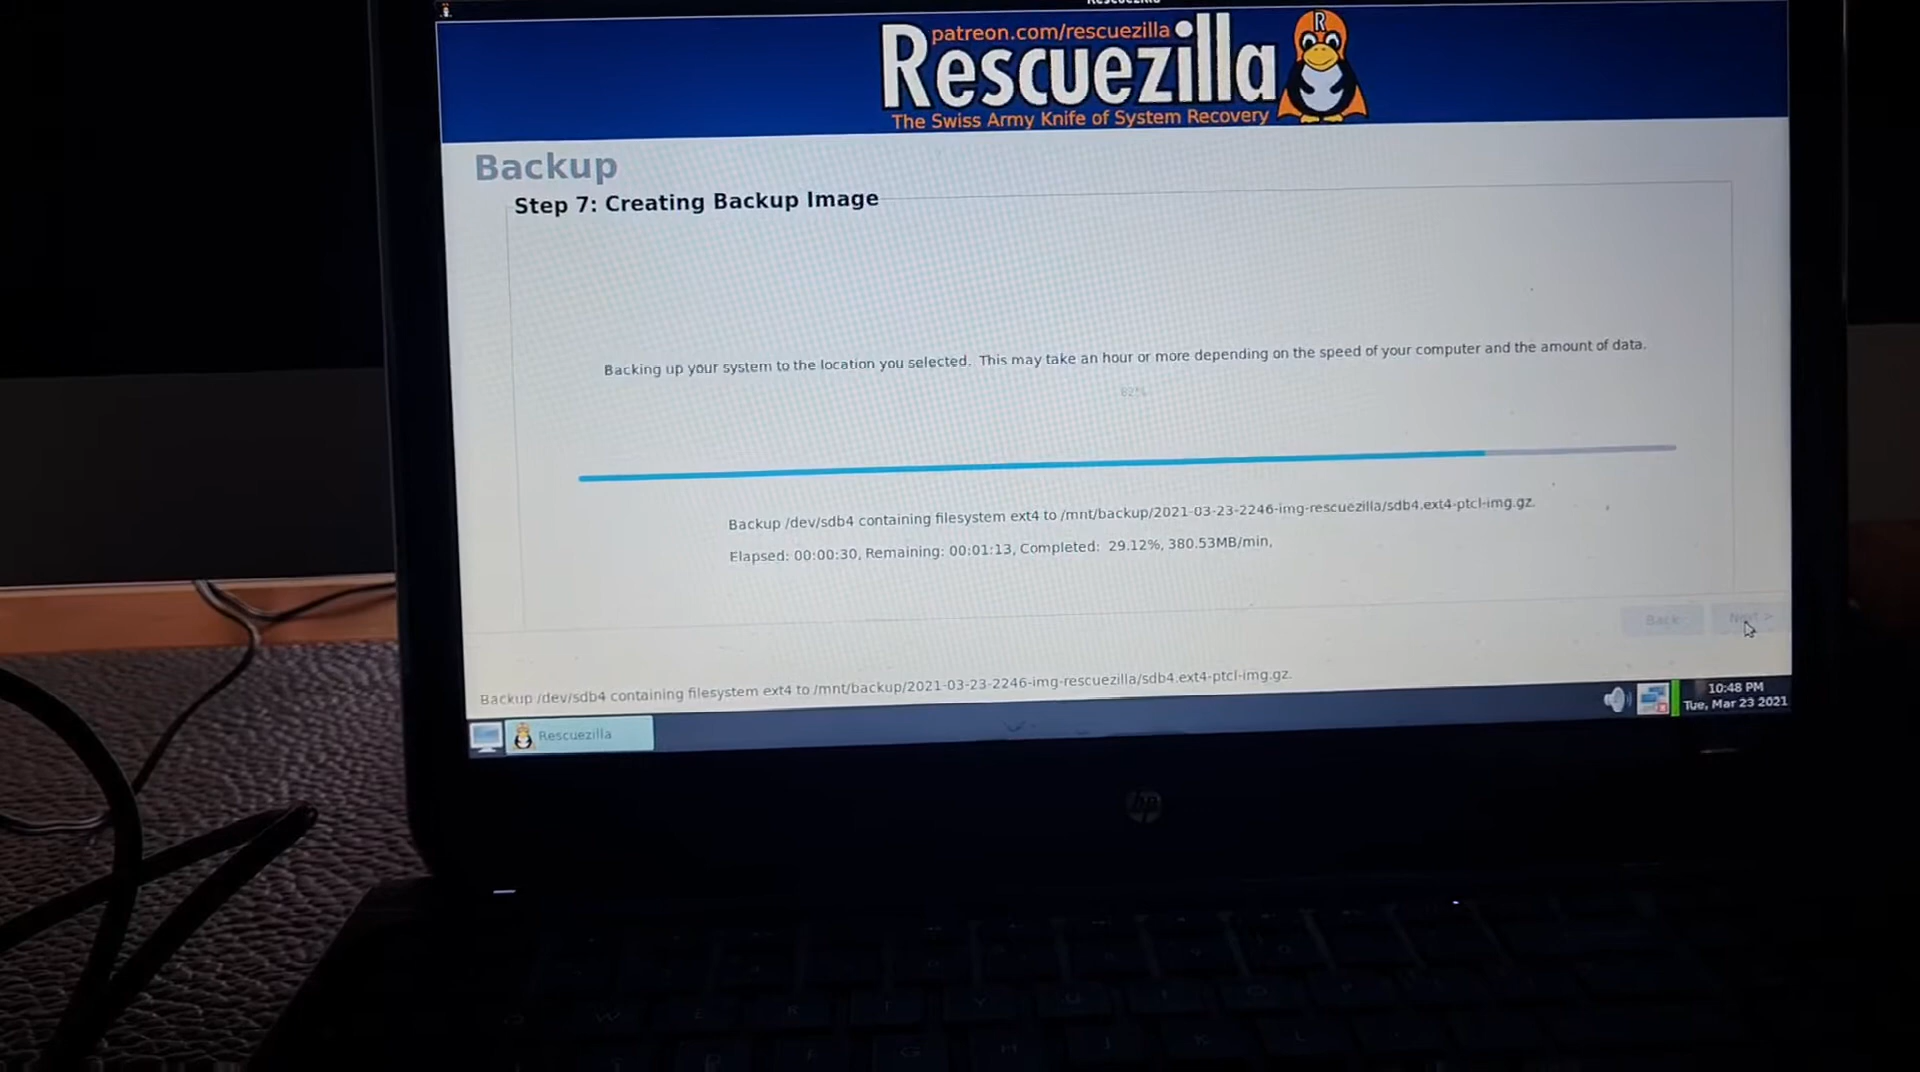 Rescuezilla
patreon.com/rescuezilla
Rescuezilla
R
The Swiss Army Knife of System Recovery
Backup
Step 7: Creating Backup Image
Backing up your system to the location you selected. This may take an hour or more depending on the speed of your computer and the amount of data.
82%
Backup /dev/sdb4 containing filesystem ext4 to /mnt/backup/2021-03-23-2246-img-rescuezilla/sdb4.ext4-ptcl-img.gz.
Elapsed: 00:00:30, Remaining: 00:01:13, Completed: 29.12%, 380.53MB/min,
Back
Next >
Backup /dev/sdb4 containing filesystem ext4 to /mnt/backup/2021-03-23-2246-img-rescuezilla/sdb4.ext4-ptcl-img.gz.
10:48 PM
Tue, Mar 23 2021
Rescuezilla
hp